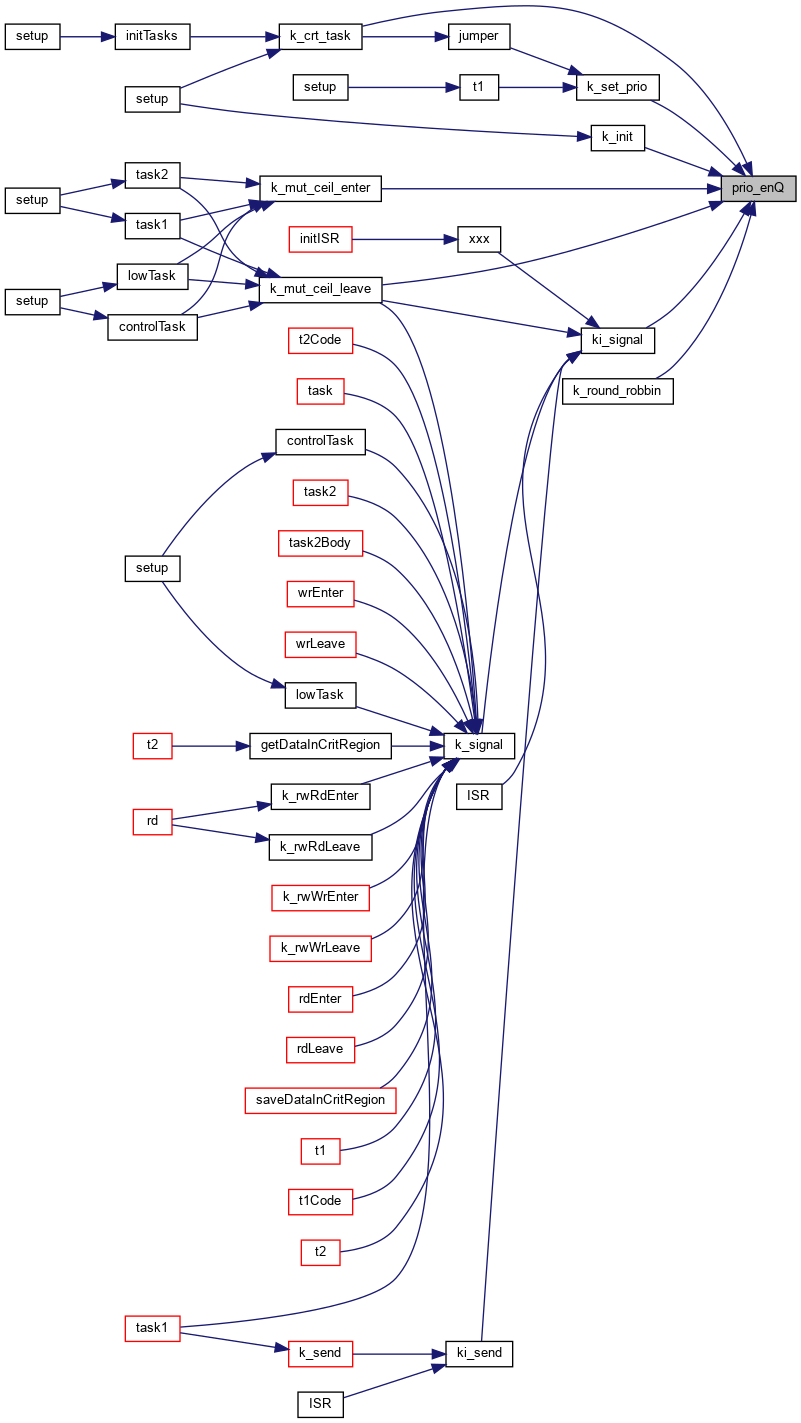 setup
initTasks
k_crt_task
jumper
setup
t1
k_set_prio
setup
k_init
task2
k_mut_ceil_enter
prio_enQ
setup
task1
initISR
xxx
lowTask
k_mut_ceil_leave
setup
controlTask
t2Code
ki_signal
task
k_round_robbin
controlTask
task2
task2Body
setup
wrEnter
wrLeave
lowTask
t2
getDataInCritRegion
k_signal
k_rwRdEnter
ISR
rd
k_rwRdLeave
k_rwWrEnter
k_rwWrLeave
rdEnter
rdLeave
saveDataInCritRegion
t1
t1Code
t2
task1
k_send
ki_send
ISR